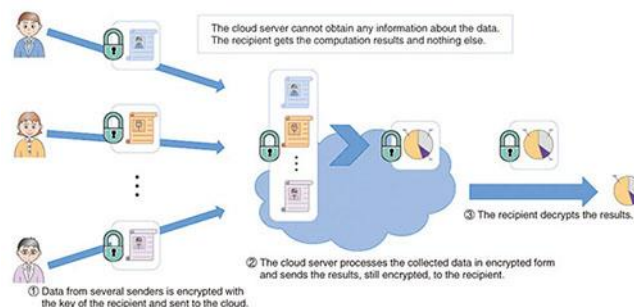 The cloud server cannot obtain any information about the data.
The recipient gets the computation results and nothing else.
③ The recipient decrypts the results.
② The cloud server processes the collected data in encrypted form
and sends the results, still encrypted, to the recipient.
① Data from several senders is encrypted with
the key of the recipient and sent to the cloud.